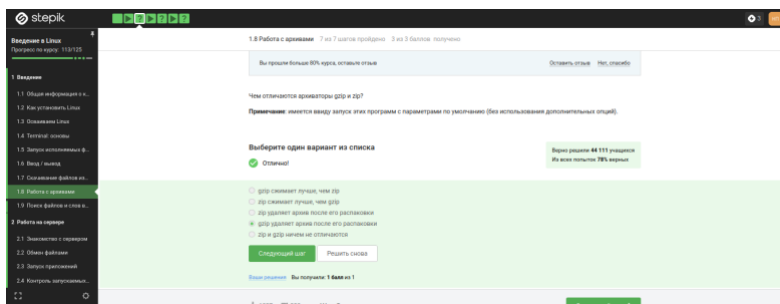 stepik
3
Введение в Linux
Прогресс по курсу: 113/125
1.8 Работа с архивами 7 из 7 шагов пройдено 3 из 3 баллов получено
Вы прошли больше 80% курса, оставьте отзыв
Оставить отзыв Нет, спасибо
1 Введение
1.1 Общая информация о к...
1.2 Как установить Linux
1.3 Осваиваем Linux
1.4 Terminal: основы
1.5 Запуск исполняемых ф...
1.6 Ввод / вывод
1.7 Скачивание файлов из...
1.8 Работа с архивами
1.9 Поиск файлов и слов в...
2 Работа на сервере
2.1 Знакомство с сервером
2.2 Обмен файлами
2.3 Запуск приложений
2.4 Контроль запускаемых...
Чем отличаются архиваторы gzip и zip?
Примечание: имеется ввиду запуск этих программ с параметрами по умолчанию (без использования дополнительных опций).
Выберите один вариант из списка
Отлично!
Верно решили 44 111 учащихся
Из всех попыток 78% верных
gzip сжимает лучше, чем zip
zip сжимает лучше, чем gzip
zip удаляет архив после его распаковки
gzip удаляет архив после его распаковки
zip и gzip ничем не отличаются
Следующий шаг Решить снова
Ваши решения Вы получили: 1 балл из 1